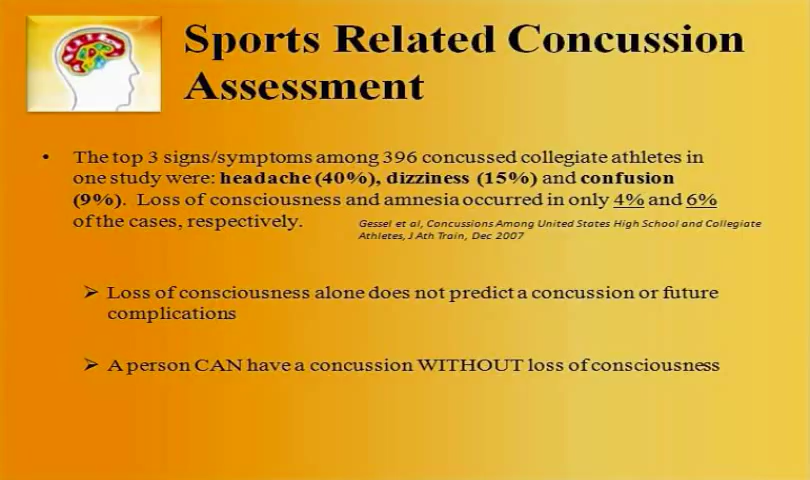 Sports Related Concussion
Assessment
• The top 3 signs/symptoms among 396 concussed collegiate athletes in
one study were: headache (40%), dizziness (15%) and confusion
(9%). Loss of consciousness and amnesia occurred in only 4% and 6%
of the cases, respectively.
Gessel et al, Concussions Among United States High School and Collegiate
Athletes, J Ath Train, Dec 2007
➢ Loss of consciousness alone does not predict a concussion or future
complications
➢ A person CAN have a concussion WITHOUT loss of consciousness